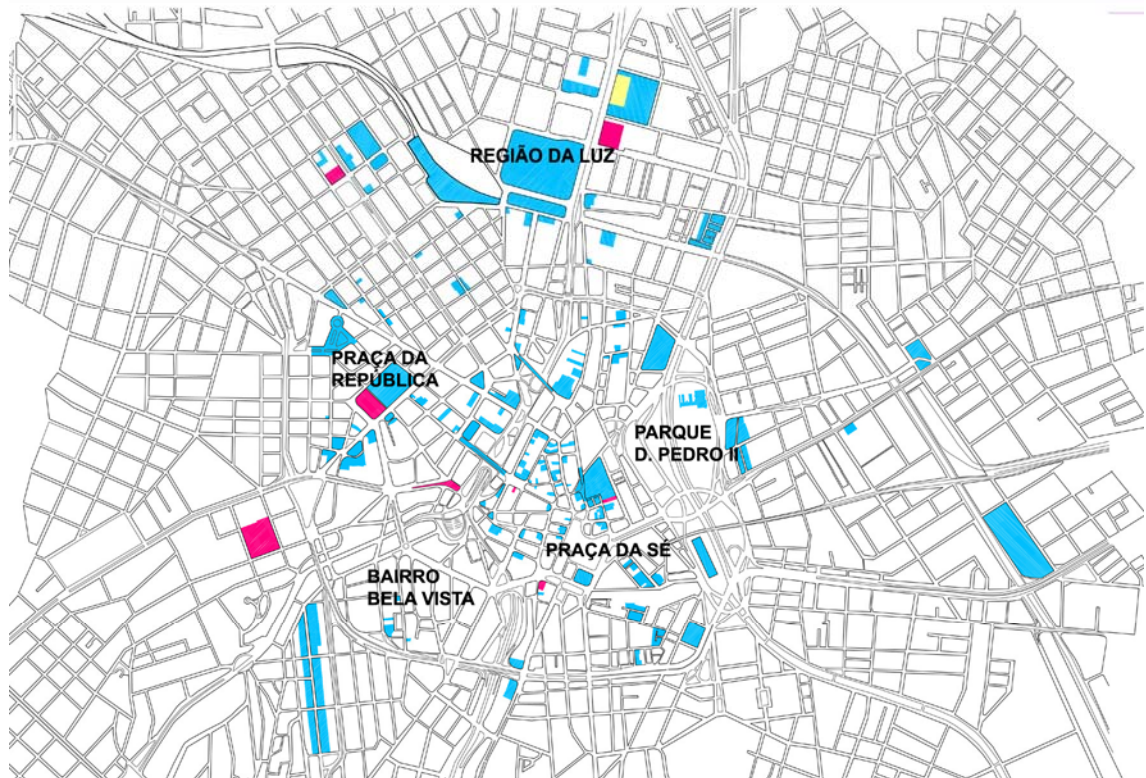 REGIÃO DA LUZ
PRAÇA DA
REPÚBLICA
PARQUE
D. PEDRO II
PRAÇA DA SÉ
BAIRRO
BELA VISTA